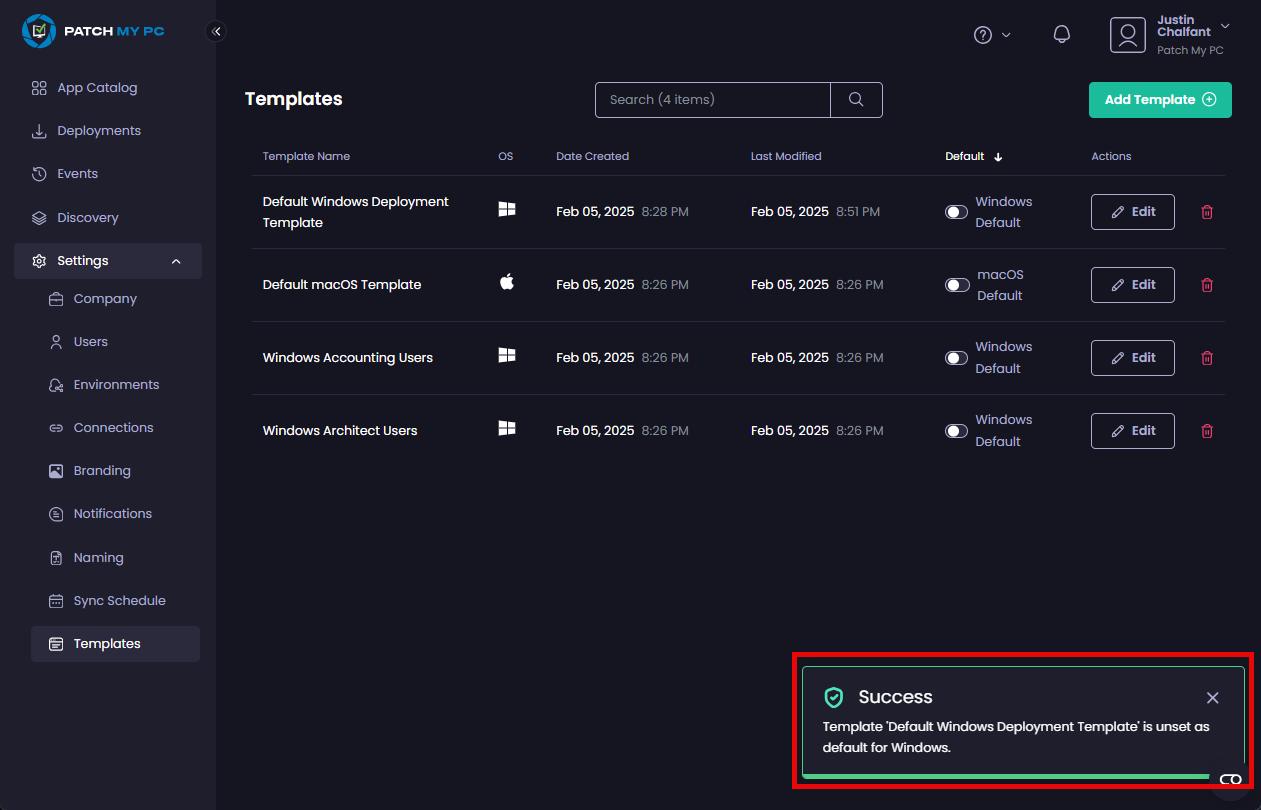 PATCH MY PC
Justin
Chalfant
Patch My PC
App Catalog
Deployments
Events
Discovery
Settings
Company
Users
Environments
Connections
Branding
Notifications
Naming
Sync Schedule
Templates
Templates
Search (4 items)
Add Template
Template Name OS Date Created Last Modified Default Actions
Default Windows Deployment
Template
Feb 05, 2025 8:28 PM Feb 05, 2025 8:51 PM
Windows
Default
Edit
Default macOS Template Feb 05, 2025 8:26 PM Feb 05, 2025 8:26 PM
macOS
Default
Edit
Windows Accounting Users Feb 05, 2025 8:26 PM Feb 05, 2025 8:26 PM
Windows
Default
Edit
Windows Architect Users Feb 05, 2025 8:26 PM Feb 05, 2025 8:26 PM
Windows
Default
Edit
Success
Template 'Default Windows Deployment Template' is unset as
default for Windows.